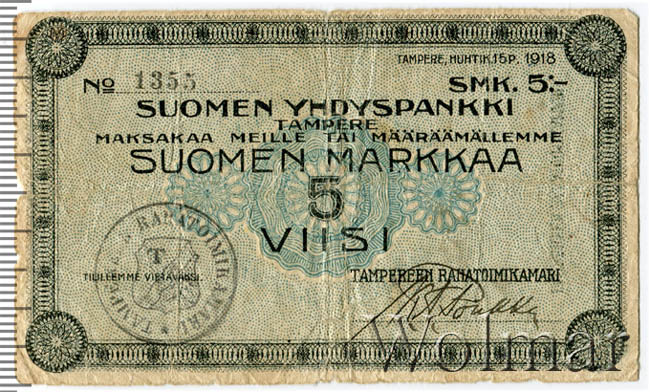 TAMPERE, HUHTIK. 15 P. 1918
No 1355 SMK. 5:-
SUOMEN YHDYSPANKKI
TAMPERE
MAKSAKAA MEILLE TAI MÄÄRÄÄMÄLLEMME
SUOMEN MARKKAA
5
VIISI
TILILLEMME VIETÄVÄSSI.
TAMPEREEN RAHATOIMIKAMARI
T
Wolmar